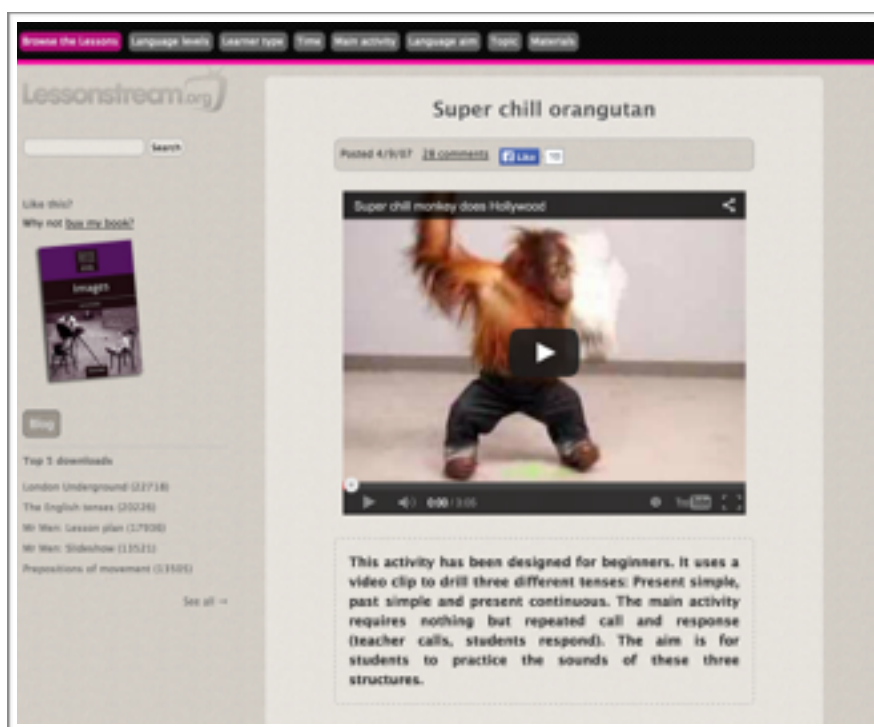 Browse the Lessons Language levels Learner type Time Main activity Language aim Topic Materials
Lessonstream.org
Search
Like this?
Why not buy my book?
Images
Blog
Top 5 downloads
London Underground (22718)
The English tenses (20226)
Mr Men: Lesson plan (17908)
Mr Men: Slideshow (13521)
Prepositions of movement (13505)
See all →
Super chill orangutan
Posted 4/9/07 28 comments Like
Super chill monkey does Hollywood
0:00 / 3:05
This activity has been designed for beginners. It uses a
video clip to drill three different tenses: Present simple,
past simple and present continuous. The main activity
requires nothing but repeated call and response
(teacher calls, students respond). The aim is for
students to practice the sounds of these three
structures.